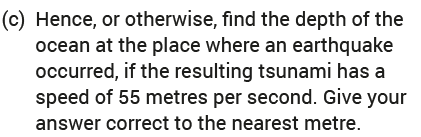 (c) Hence, or otherwise, find the depth of the
ocean at the place where an earthquake
occurred, if the resulting tsunami has a
speed of 55 metres per second. Give your
answer correct to the nearest metre.